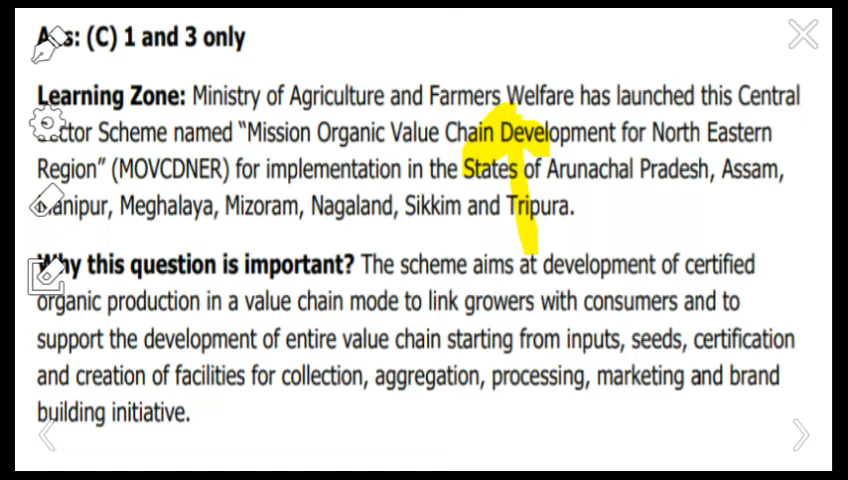 Ans: (C) 1 and 3 only
Learning Zone: Ministry of Agriculture and Farmers Welfare has launched this Central
Sector Scheme named "Mission Organic Value Chain Development for North Eastern
Region" (MOVCDNER) for implementation in the States of Arunachal Pradesh, Assam,
Manipur, Meghalaya, Mizoram, Nagaland, Sikkim and Tripura.
Why this question is important? The scheme aims at development of certified
organic production in a value chain mode to link growers with consumers and to
support the development of entire value chain starting from inputs, seeds, certification
and creation of facilities for collection, aggregation, processing, marketing and brand
building initiative.